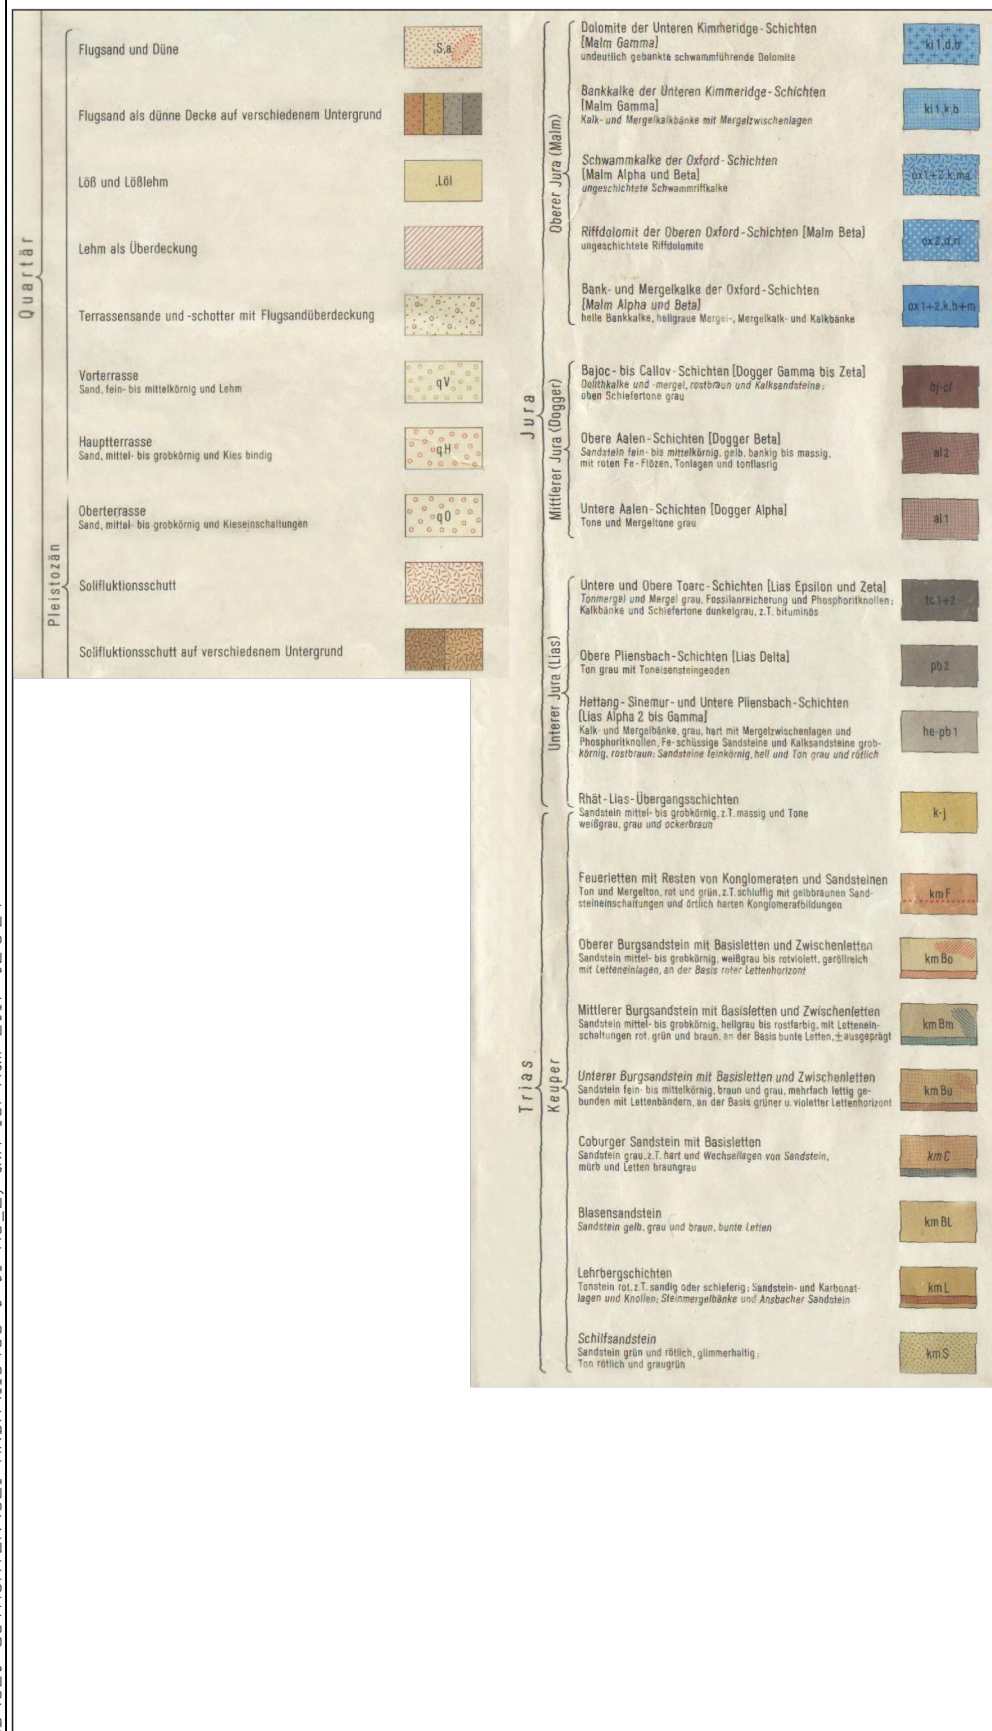 Quartär
Pleistozän
Flugsand und Düne
,S,a
Flugsand als dünne Decke auf verschiedenem Untergrund
Löß und Lößlehm
,Löl
Lehm als Überdeckung
Terrassensande und -schotter mit Flugsandüberdeckung
Vorterrasse
Sand, fein- bis mittelkörnig und Lehm
qV
Hauptterrasse
Sand, mittel- bis grobkörnig und Kies bindig
qH
Oberterrasse
Sand, mittel- bis grobkörnig und Kieseinschaltungen
qO
Solifluktionsschutt
Solifluktionsschutt auf verschiedenem Untergrund
Jura
Oberer Jura (Malm)
Dolomite der Unteren Kimmeridge-Schichten
[Malm Gamma]
undeutlich gebankte schwammführende Dolomite
ki1,d,b
Bankkalke der Unteren Kimmeridge-Schichten
[Malm Gamma]
Kalk- und Mergelkalkbänke mit Mergelzwischenlagen
ki1,k,b
Schwammkalke der Oxford-Schichten
[Malm Alpha und Beta]
ungeschichtete Schwammriffkalke
ox1+2,k,ma
Riffdolomit der Oberen Oxford-Schichten [Malm Beta]
ungeschichtete Riffdolomite
ox2,d,ri
Bank- und Mergelkalke der Oxford-Schichten
[Malm Alpha und Beta]
helle Bankkalke, hellgraue Mergel-, Mergelkalk- und Kalkbänke
ox1+2,k,b+m
Mittlerer Jura (Dogger)
Bajoc- bis Callov-Schichten [Dogger Gamma bis Zeta]
Oolithkalke und -mergel, rostbraun und Kalksandsteine;
oben Schiefertone grau
bj-cl
Obere Aalen-Schichten [Dogger Beta]
Sandstein fein- bis mittelkörnig, gelb, bankig bis massig,
mit roten Fe-Flözen, Tonlagen und tonflasrig
al2
Untere Aalen-Schichten [Dogger Alpha]
Tone und Mergeltone grau
al1
Unterer Jura (Lias)
Untere und Obere Toarc-Schichten [Lias Epsilon und Zeta]
Tonmergel und Mergel grau, Fossilanreicherung und Phosphoritknollen;
Kalkbänke und Schiefertone dunkelgrau, z.T. bituminös
tc1+2
Obere Pliensbach-Schichten [Lias Delta]
Ton grau mit Toneisensteingeoden
pb2
Hettang-Sinemur- und Untere Pliensbach-Schichten
[Lias Alpha 2 bis Gamma]
Kalk- und Mergelbänke, grau, hart mit Mergelzwischenlagen und
Phosphoritknollen, Fe-schüssige Sandsteine und Kalksandsteine grob-
körnig, rostbraun; Sandsteine feinkörnig, hell und Ton grau und rötlich
he-pb1
Rhät-Lias-Übergangsschichten
Sandstein mittel- bis grobkörnig, z.T. massig und Tone
weißgrau, grau und ockerbraun
k-j
Trias
Keuper
Feuerletten mit Resten von Konglomeraten und Sandsteinen
Ton und Mergelton, rot und grün, z.T. schluffig mit gelbbraunen Sand-
steineinschaltungen und örtlich harten Konglomeratbildungen
kmF
Oberer Burgsandstein mit Basisletten und Zwischenletten
Sandstein mittel- bis grobkörnig, weißgrau bis rotviolett, geröllreich
mit Letteneinlagen, an der Basis roter Lettenhorizont
kmBo
Mittlerer Burgsandstein mit Basisletten und Zwischenletten
Sandstein mittel- bis grobkörnig, hellgrau bis rostfarbig, mit Lettenein-
schaltungen rot, grün und braun, an der Basis bunte Letten, ± ausgeprägt
kmBm
Unterer Burgsandstein mit Basisletten und Zwischenletten
Sandstein fein- bis mittelkörnig, braun und grau, mehrfach lettig ge-
bunden mit Lettenbändern, an der Basis grüner u. violetter Lettenhorizont
kmBu
Coburger Sandstein mit Basisletten
Sandstein grau, z.T. hart und Wechsellagen von Sandstein,
mürb und Letten braungrau
kmC
Blasensandstein
Sandstein gelb, grau und braun, bunte Letten
kmBL
Lehrbergschichten
Tonstein rot, z.T. sandig oder schieferig; Sandstein- und Karbonat-
lagen und Knollen; Steinmergelbänke und Ansbacher Sandstein
kmL
Schilfsandstein
Sandstein grün und rötlich, glimmerhaltig;
Ton rötlich und graugrün
kmS